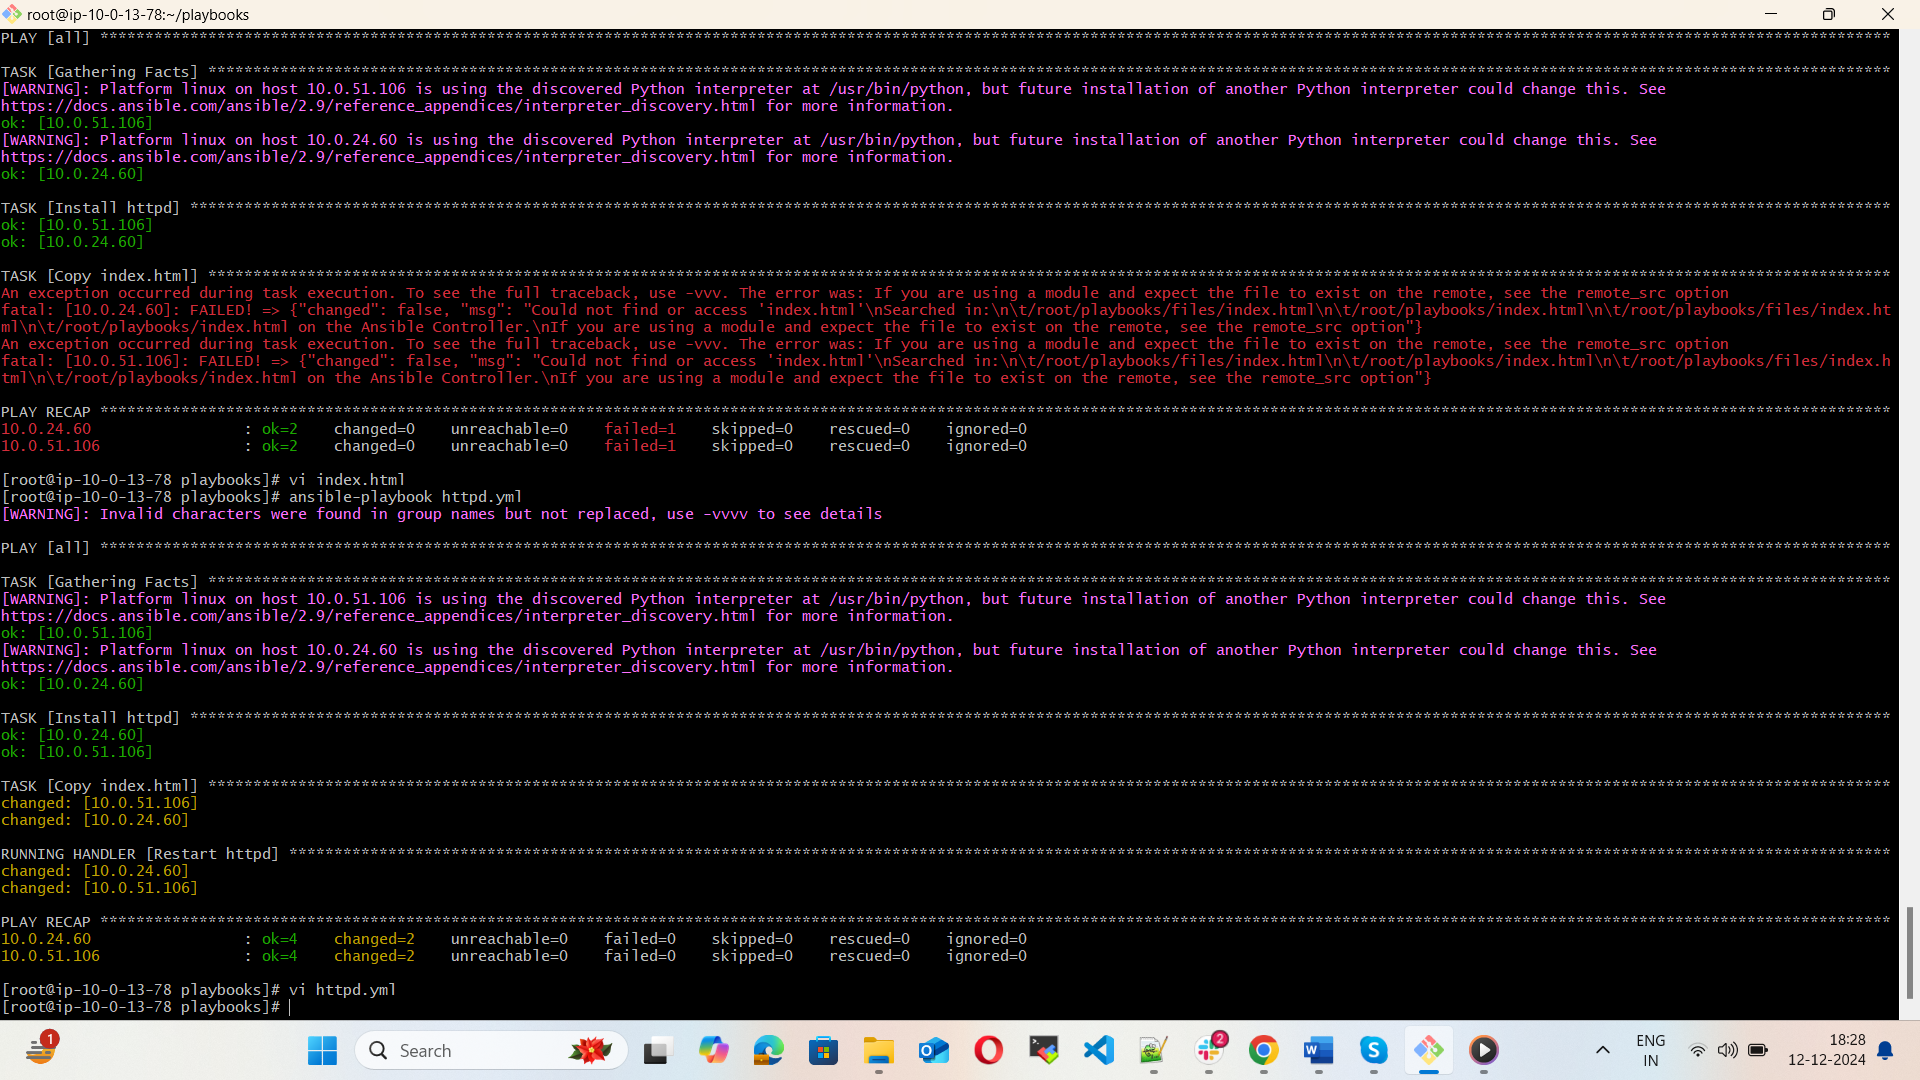 root@ip-10-0-13-78:~/playbooks
PLAY [all] ****
TASK [Gathering Facts] ****
[WARNING]: Platform linux on host 10.0.51.106 is using the discovered Python interpreter at /usr/bin/python, but future installation of another Python interpreter could change this. See
https://docs.ansible.com/ansible/2.9/reference_appendices/interpreter_discovery.html for more information.
ok: [10.0.51.106]
[WARNING]: Platform linux on host 10.0.24.60 is using the discovered Python interpreter at /usr/bin/python, but future installation of another Python interpreter could change this. See
https://docs.ansible.com/ansible/2.9/reference_appendices/interpreter_discovery.html for more information.
ok: [10.0.24.60]
TASK [Install httpd] ****
ok: [10.0.51.106]
ok: [10.0.24.60]
TASK [Copy index.html] ****
An exception occurred during task execution. To see the full traceback, use -vvv. The error was: If you are using a module and expect the file to exist on the remote, see the remote_src option
fatal: [10.0.24.60]: FAILED! => {"changed": false, "msg": "Could not find or access 'index.html'\nSearched in:\n\t/root/playbooks/files/index.html\n\t/root/playbooks/index.html\n\t/root/playbooks/files/index.ht
ml\n\t/root/playbooks/index.html on the Ansible Controller.\nIf you are using a module and expect the file to exist on the remote, see the remote_src option"}
An exception occurred during task execution. To see the full traceback, use -vvv. The error was: If you are using a module and expect the file to exist on the remote, see the remote_src option
fatal: [10.0.51.106]: FAILED! => {"changed": false, "msg": "Could not find or access 'index.html'\nSearched in:\n\t/root/playbooks/files/index.html\n\t/root/playbooks/index.html\n\t/root/playbooks/files/index.h
tml\n\t/root/playbooks/index.html on the Ansible Controller.\nIf you are using a module and expect the file to exist on the remote, see the remote_src option"}
PLAY RECAP ****
10.0.24.60 : ok=2 changed=0 unreachable=0 failed=1 skipped=0 rescued=0 ignored=0
10.0.51.106 : ok=2 changed=0 unreachable=0 failed=1 skipped=0 rescued=0 ignored=0
[root@ip-10-0-13-78 playbooks]# vi index.html
[root@ip-10-0-13-78 playbooks]# ansible-playbook httpd.yml
[WARNING]: Invalid characters were found in group names but not replaced, use -vvvv to see details
PLAY [all] ****
TASK [Gathering Facts] ****
[WARNING]: Platform linux on host 10.0.51.106 is using the discovered Python interpreter at /usr/bin/python, but future installation of another Python interpreter could change this. See
https://docs.ansible.com/ansible/2.9/reference_appendices/interpreter_discovery.html for more information.
ok: [10.0.51.106]
[WARNING]: Platform linux on host 10.0.24.60 is using the discovered Python interpreter at /usr/bin/python, but future installation of another Python interpreter could change this. See
https://docs.ansible.com/ansible/2.9/reference_appendices/interpreter_discovery.html for more information.
ok: [10.0.24.60]
TASK [Install httpd] ****
ok: [10.0.24.60]
ok: [10.0.51.106]
TASK [Copy index.html] ****
changed: [10.0.51.106]
changed: [10.0.24.60]
RUNNING HANDLER [Restart httpd] ****
changed: [10.0.24.60]
changed: [10.0.51.106]
PLAY RECAP ****
10.0.24.60 : ok=4 changed=2 unreachable=0 failed=0 skipped=0 rescued=0 ignored=0
10.0.51.106 : ok=4 changed=2 unreachable=0 failed=0 skipped=0 rescued=0 ignored=0
[root@ip-10-0-13-78 playbooks]# vi httpd.yml
[root@ip-10-0-13-78 playbooks]#
1
Search
2
ENG
IN
18:28
12-12-2024